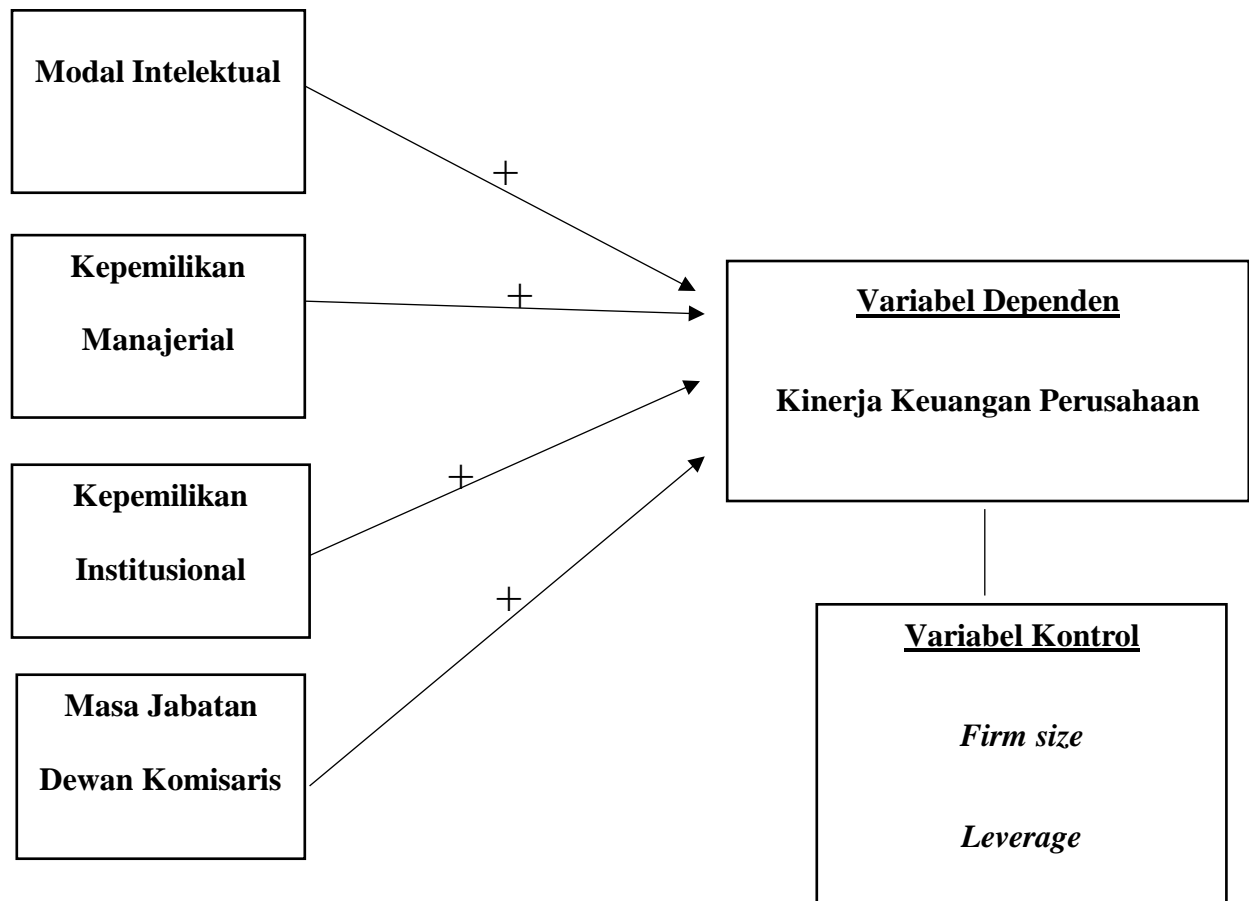 Modal Intelektual
+
Kepemilikan
Manajerial
+
Variabel Dependen
Kinerja Keuangan Perusahaan
Kepemilikan
Institusional
+
+
Variabel Kontrol
Firm size
Leverage
Masa Jabatan
Dewan Komisaris